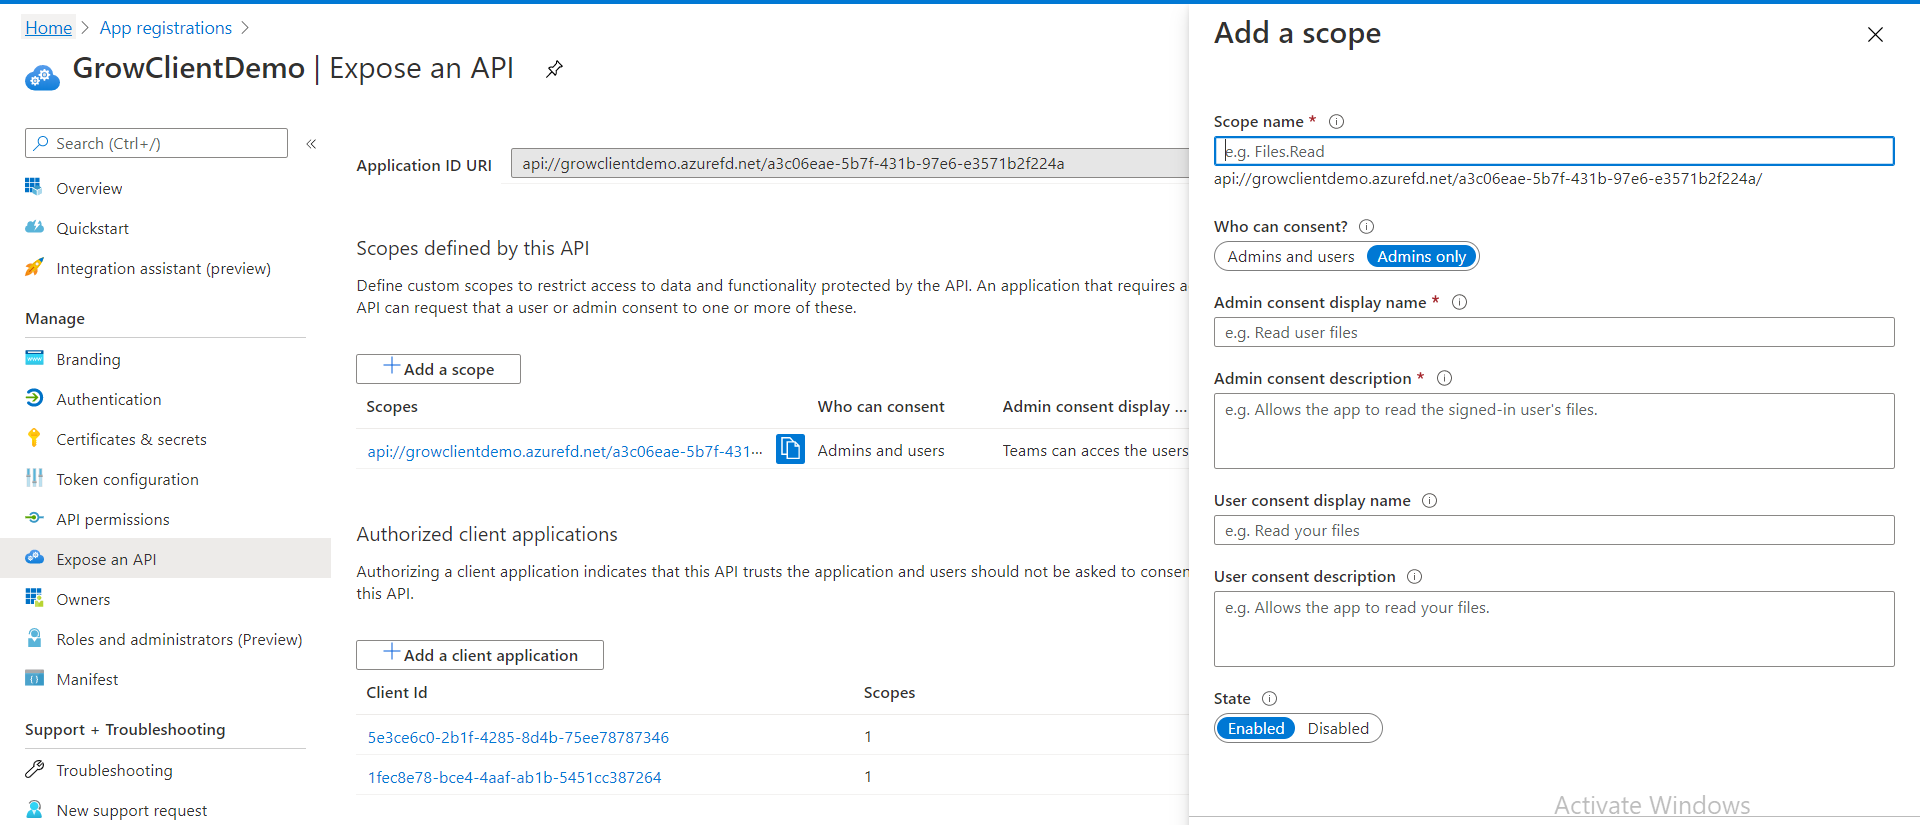 Home > App registrations >
GrowClientDemo | Expose an API
Search (Ctrl+/)
«
Overview
Quickstart
Integration assistant (preview)
Manage
Branding
Authentication
Certificates & secrets
Token configuration
API permissions
Expose an API
Owners
Roles and administrators (Preview)
Manifest
Support + Troubleshooting
Troubleshooting
New support request
Application ID URI
api://growclientdemo.azurefd.net/a3c06eae-5b7f-431b-97e6-e3571b2f224a
Scopes defined by this API
Define custom scopes to restrict access to data and functionality protected by the API. An application that requires a
API can request that a user or admin consent to one or more of these.
+ Add a scope
Scopes Who can consent Admin consent display ...
api://growclientdemo.azurefd.net/a3c06eae-5b7f-431··· Admins and users Teams can acces the users
Authorized client applications
Authorizing a client application indicates that this API trusts the application and users should not be asked to consen
this API.
+ Add a client application
Client Id Scopes
5e3ce6c0-2b1f-4285-8d4b-75ee78787346 1
1fec8e78-bce4-4aaf-ab1b-5451cc387264 1
Add a scope
Scope name *
e.g. Files.Read
api://growclientdemo.azurefd.net/a3c06eae-5b7f-431b-97e6-e3571b2f224a/
Who can consent?
Admins and users Admins only
Admin consent display name *
e.g. Read user files
Admin consent description *
e.g. Allows the app to read the signed-in user's files.
User consent display name
e.g. Read your files
User consent description
e.g. Allows the app to read your files.
State
Enabled Disabled
Activate Windows